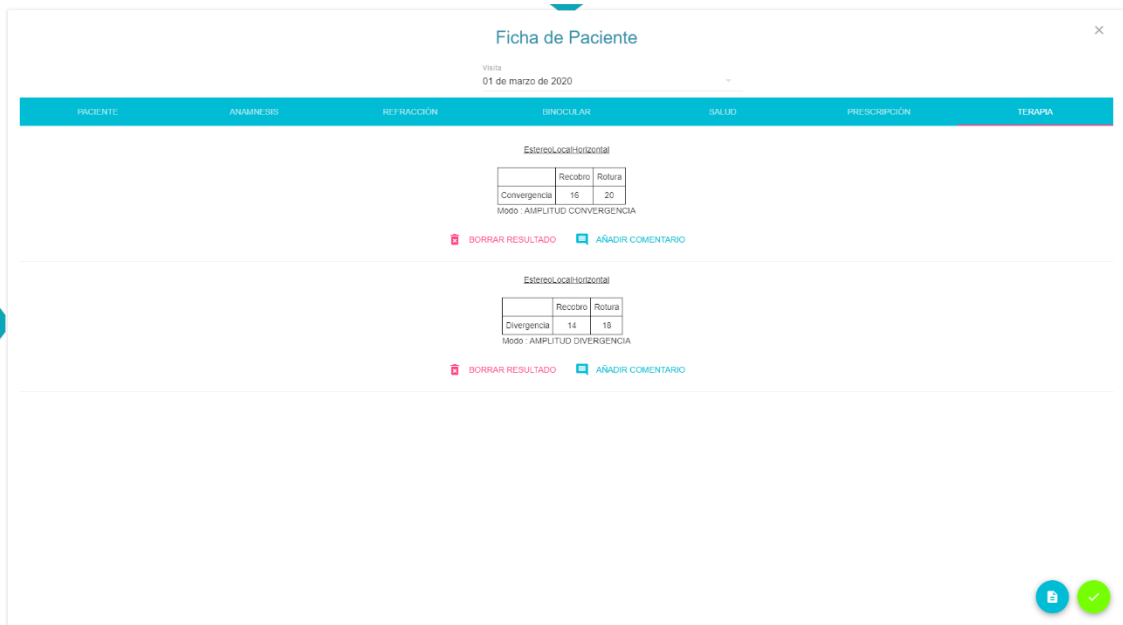 Ficha de Paciente
Visita
01 de marzo de 2020
PACIENTE ANAMNESIS REFRACCIÓN BINOCULAR SALUD PRESCRIPCIÓN TERAPIA
EstereoLocalHorizontal
Recobro Rotura
Convergencia 16 20
Modo : AMPLITUD CONVERGENCIA
BORRAR RESULTADO AÑADIR COMENTARIO
EstereoLocalHorizontal
Recobro Rotura
Divergencia 14 18
Modo : AMPLITUD DIVERGENCIA
BORRAR RESULTADO AÑADIR COMENTARIO